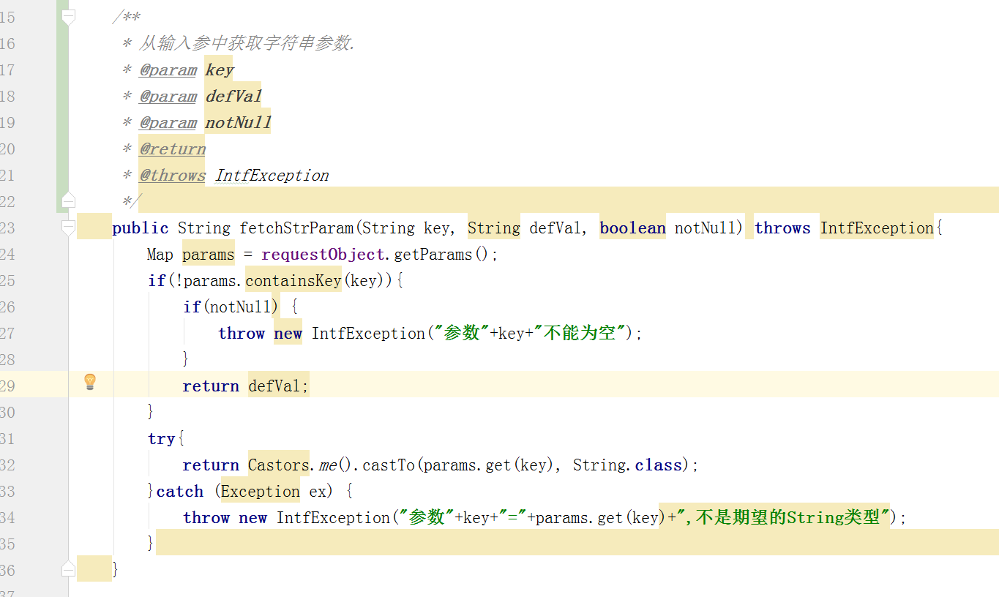 15 /**
16 * 从输入参中获取字符串参数.
17 * @param key
18 * @param defVal
19 * @param notNull
20 * @return
21 * @throws IntfException
22 */
23 public String fetchStrParam(String key, String defVal, boolean notNull) throws IntfException{
24 Map params = requestObject.getParams();
25 if(!params.containsKey(key)){
26 if(notNull) {
27 throw new IntfException("参数"+key+"不能为空");
28 }
29 return defVal;
30 }
31 try{
32 return Castors.me().castTo(params.get(key), String.class);
33 }catch (Exception ex) {
34 throw new IntfException("参数"+key+"="+params.get(key)+",不是期望的String类型");
35 }
36 }
37